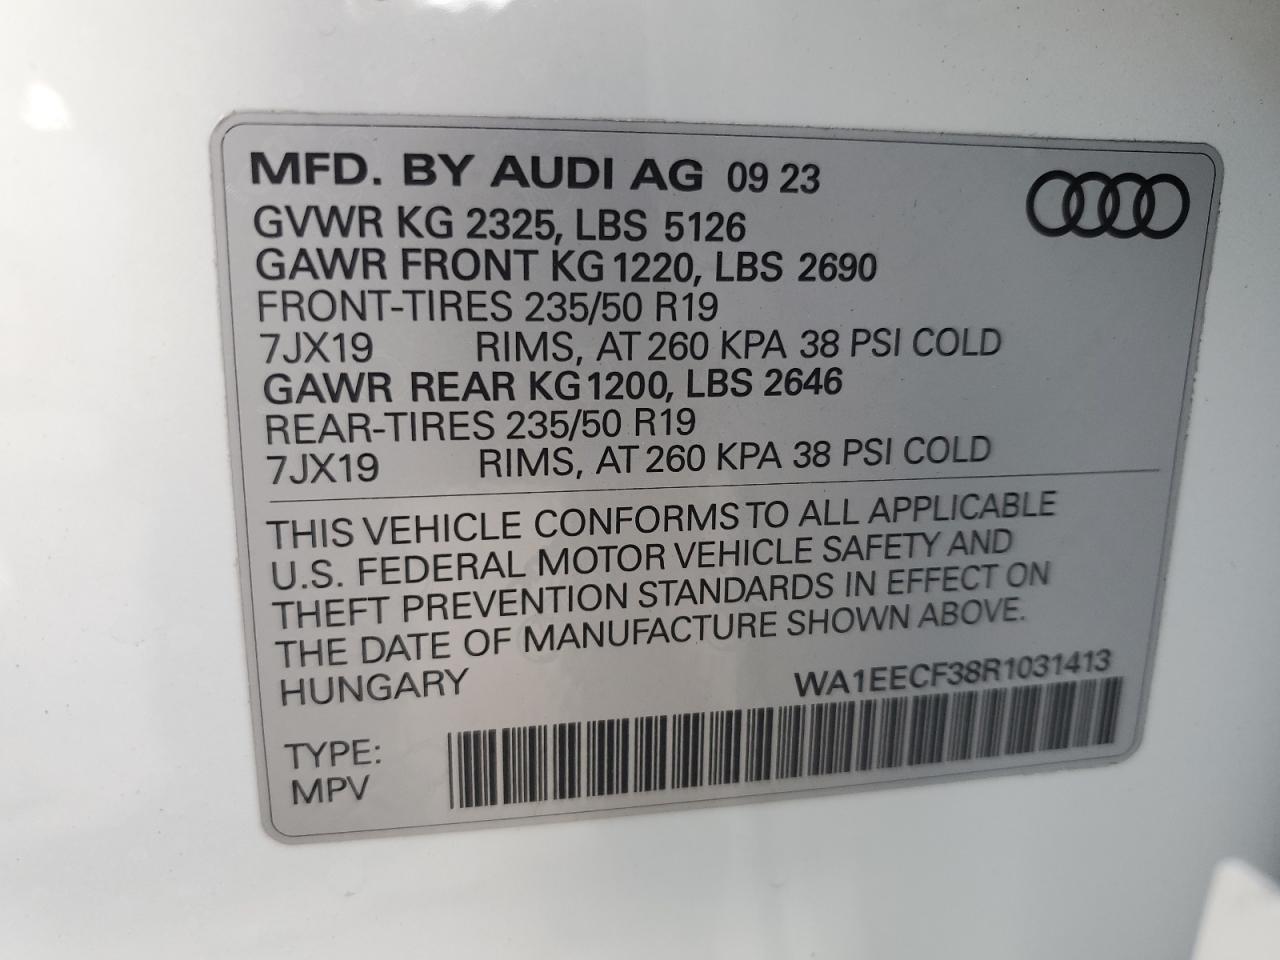 MFD. BY AUDI AG 09 23
GVWR KG 2325, LBS 5126
GAWR FRONT KG 1220, LBS 2690
FRONT-TIRES 235/50 R19
7JX19 RIMS, AT 260 KPA 38 PSI COLD
GAWR REAR KG 1200, LBS 2646
REAR-TIRES 235/50 R19
7JX19 RIMS, AT 260 KPA 38 PSI COLD
THIS VEHICLE CONFORMS TO ALL APPLICABLE
U.S. FEDERAL MOTOR VEHICLE SAFETY AND
THEFT PREVENTION STANDARDS IN EFFECT ON
THE DATE OF MANUFACTURE SHOWN ABOVE.
HUNGARY WA1EECF38R1031413
TYPE:
MPV